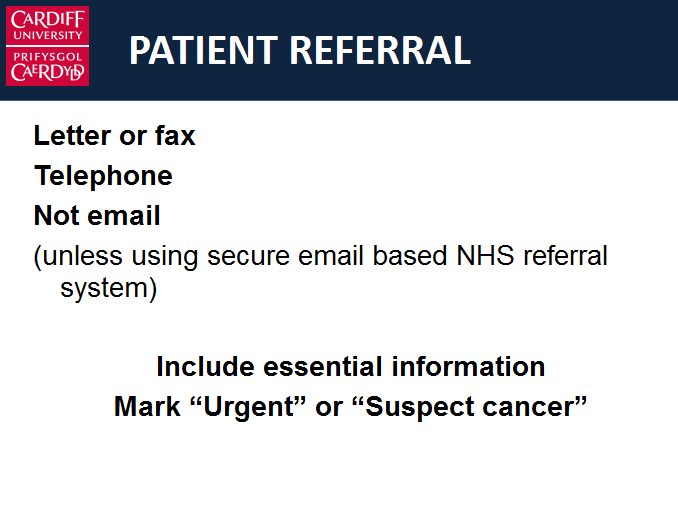 CARDIFF
UNIVERSITY
PRIFYSGOL
CAERDYDD
PATIENT REFERRAL
Letter or fax
Telephone
Not email
(unless using secure email based NHS referral
system)
Include essential information
Mark “Urgent” or “Suspect cancer”